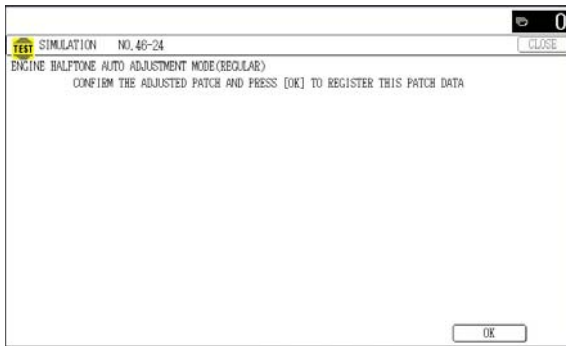 0
TEST SIMULATION NO. 46-24 CLOSE
ENGINE HALFTONE AUTO ADJUSTMENT MODE(REGULAR)
CONFIRM THE ADJUSTED PATCH AND PRESS [OK] TO REGISTER THIS PATCH DATA
OK